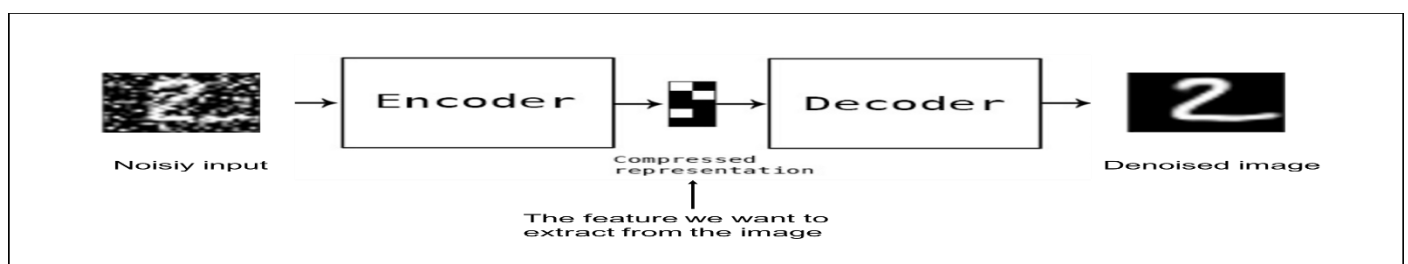 Encoder
Decoder
Noisiy input
Compressed
representation
Denoised image
The feature we want to
extract from the image